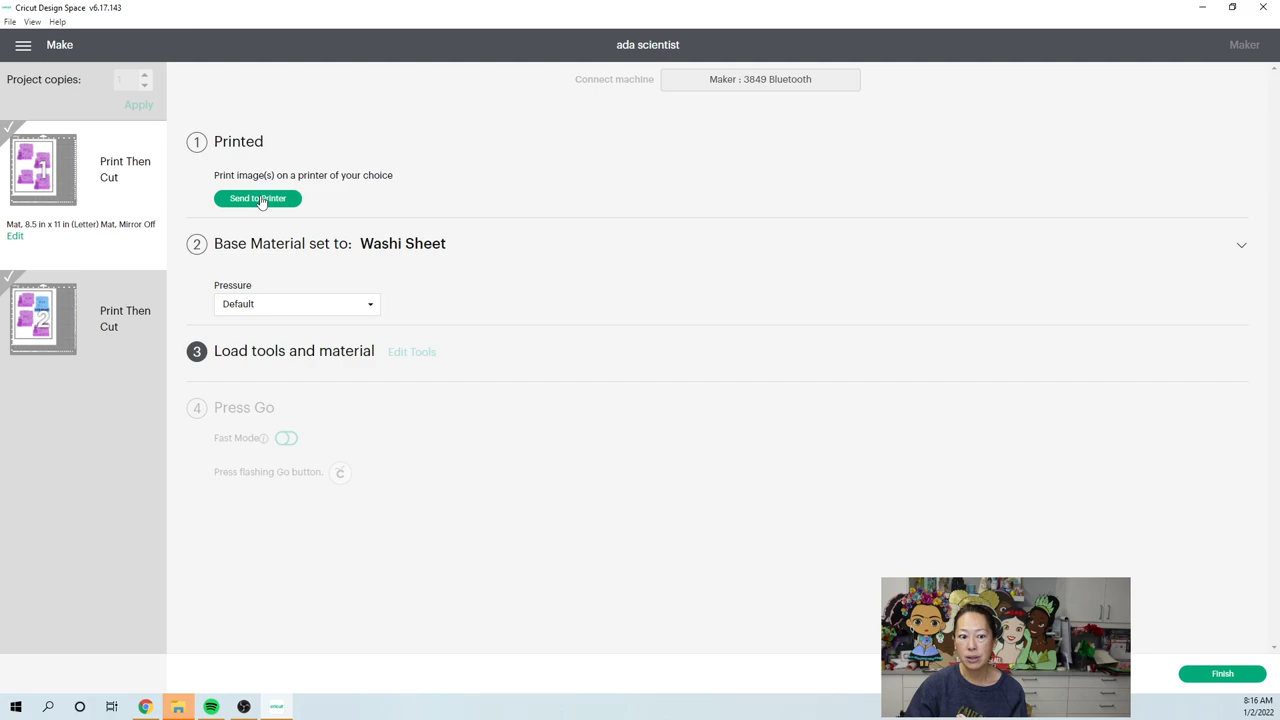 Cricut Design Space v6.17.143
File View Help
Make
ada scientist
Maker
Project copies:
1
Apply
Connect machine
Maker : 3849 Bluetooth
1
Print Then
Cut
Mat, 8.5 in x 11 in (Letter) Mat, Mirror Off
Edit
2
Print Then
Cut
1 Printed
Print image(s) on a printer of your choice
Send to Printer
2 Base Material set to: Washi Sheet
Pressure
Default
3 Load tools and material Edit Tools
4 Press Go
Fast Mode
Press flashing Go button.
Finish
cricut
8:16 AM
1/2/2022